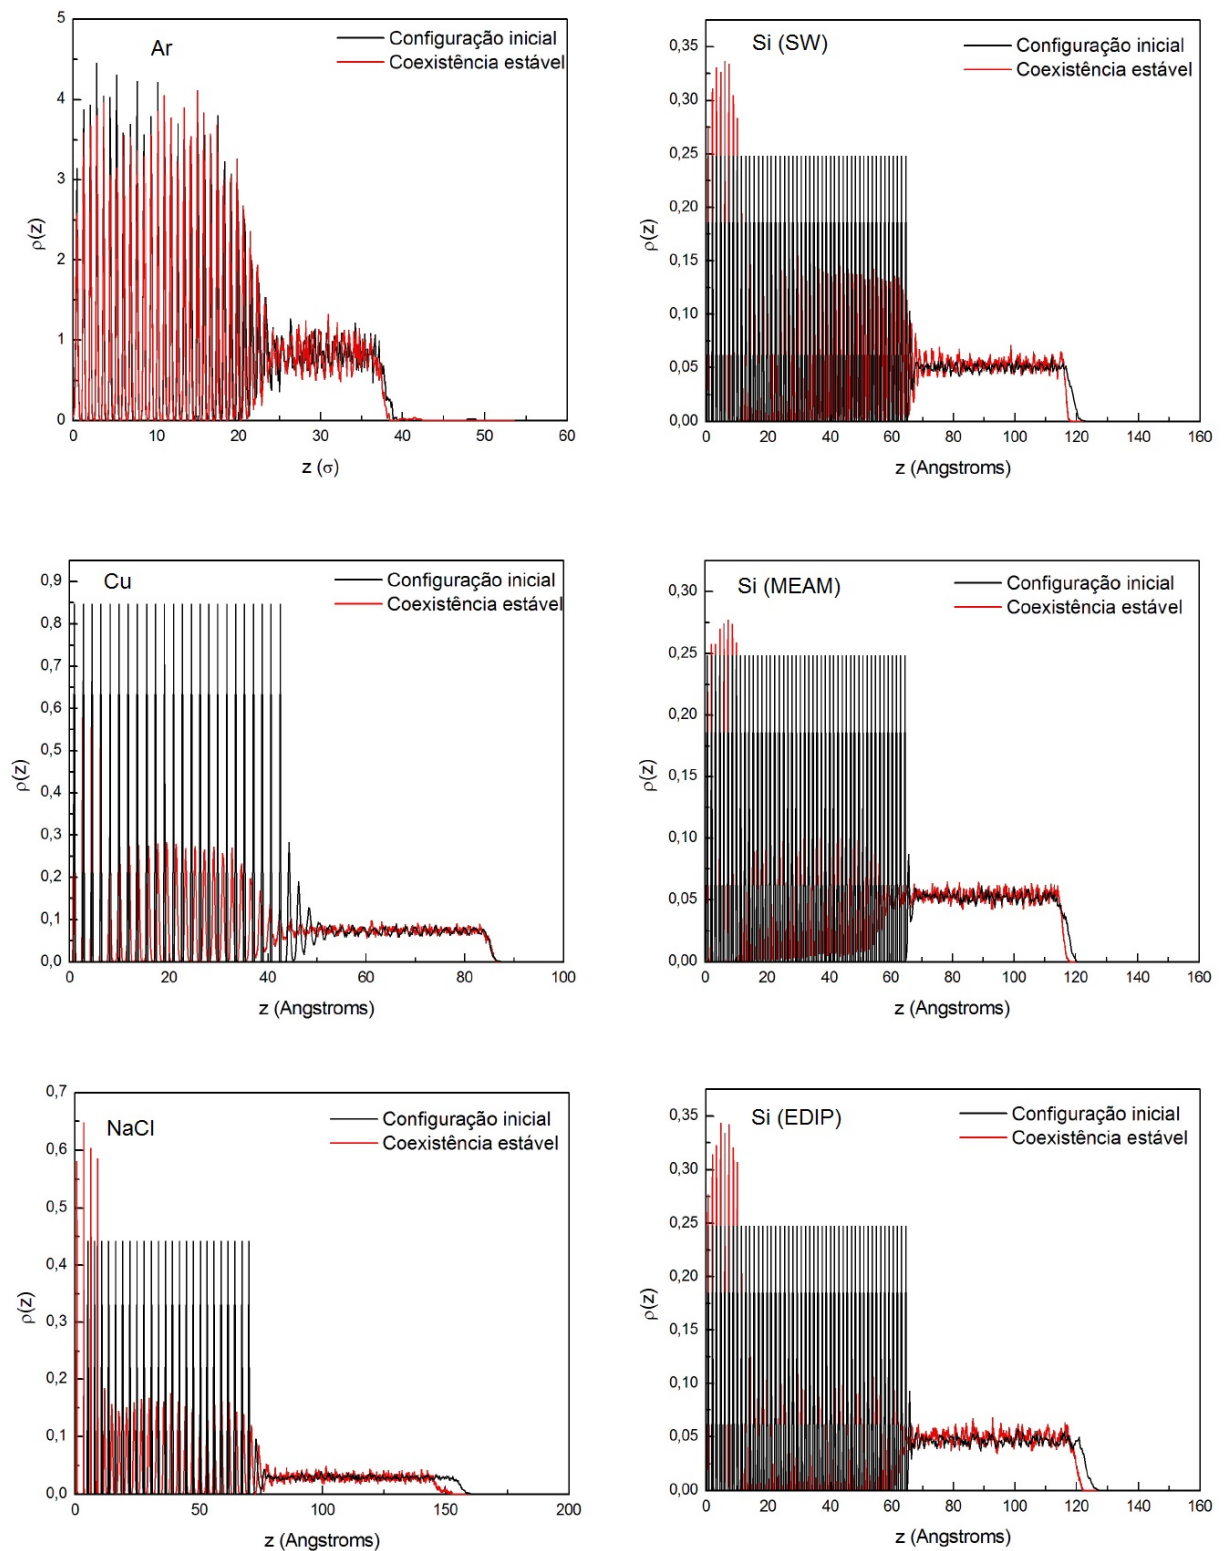 Ar
Configuração inicial
Coexistência estável
5
4
3
2
1
0
ρ(z)
0 10 20 30 40 50 60
z (σ)
Si (SW)
Configuração inicial
Coexistência estável
0,35
0,30
0,25
0,20
0,15
0,10
0,05
0,00
ρ(z)
0 20 40 60 80 100 120 140 160
z (Angstroms)
Cu
Configuração inicial
Coexistência estável
0,9
0,8
0,7
0,6
0,5
0,4
0,3
0,2
0,1
0,0
ρ(z)
0 20 40 60 80 100
z (Angstroms)
Si (MEAM)
Configuração inicial
Coexistência estável
0,30
0,25
0,20
0,15
0,10
0,05
0,00
ρ(z)
0 20 40 60 80 100 120 140 160
z (Angstroms)
NaCl
Configuração inicial
Coexistência estável
0,7
0,6
0,5
0,4
0,3
0,2
0,1
0,0
ρ(z)
0 50 100 150 200
z (Angstroms)
Si (EDIP)
Configuração inicial
Coexistência estável
0,35
0,30
0,25
0,20
0,15
0,10
0,05
0,00
ρ(z)
0 20 40 60 80 100 120 140 160
z (Angstroms)